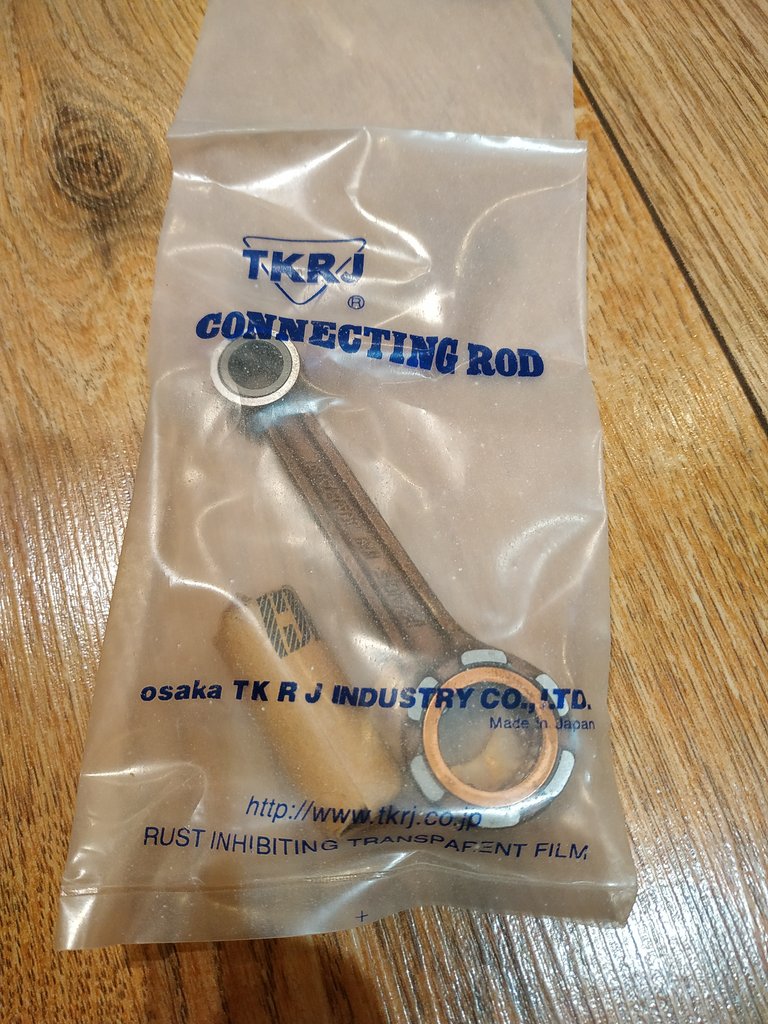 TKRJ
®
CONNECTING ROD
osaka TK R J INDUSTRY CO., LTD.
Made in Japan
http://www.tkrj.co.jp
RUST INHIBITING TRANSPARENT FILM
+